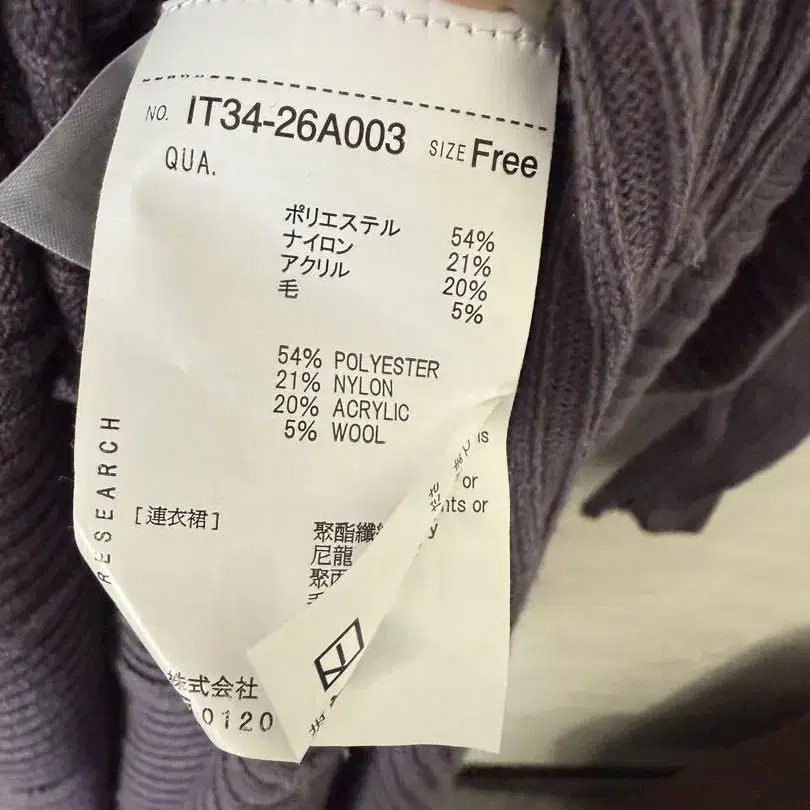 NO. IT34-26A003 SIZE Free
QUA.
ポリエステル 54%
ナイロン 21%
アクリル 20%
毛 5%
54% POLYESTER
21% NYLON
20% ACRYLIC
5% WOOL
RESEARCH
[連衣裙]
聚酯纖
尼龍
聚丙
or
nts or
株式会社
0120